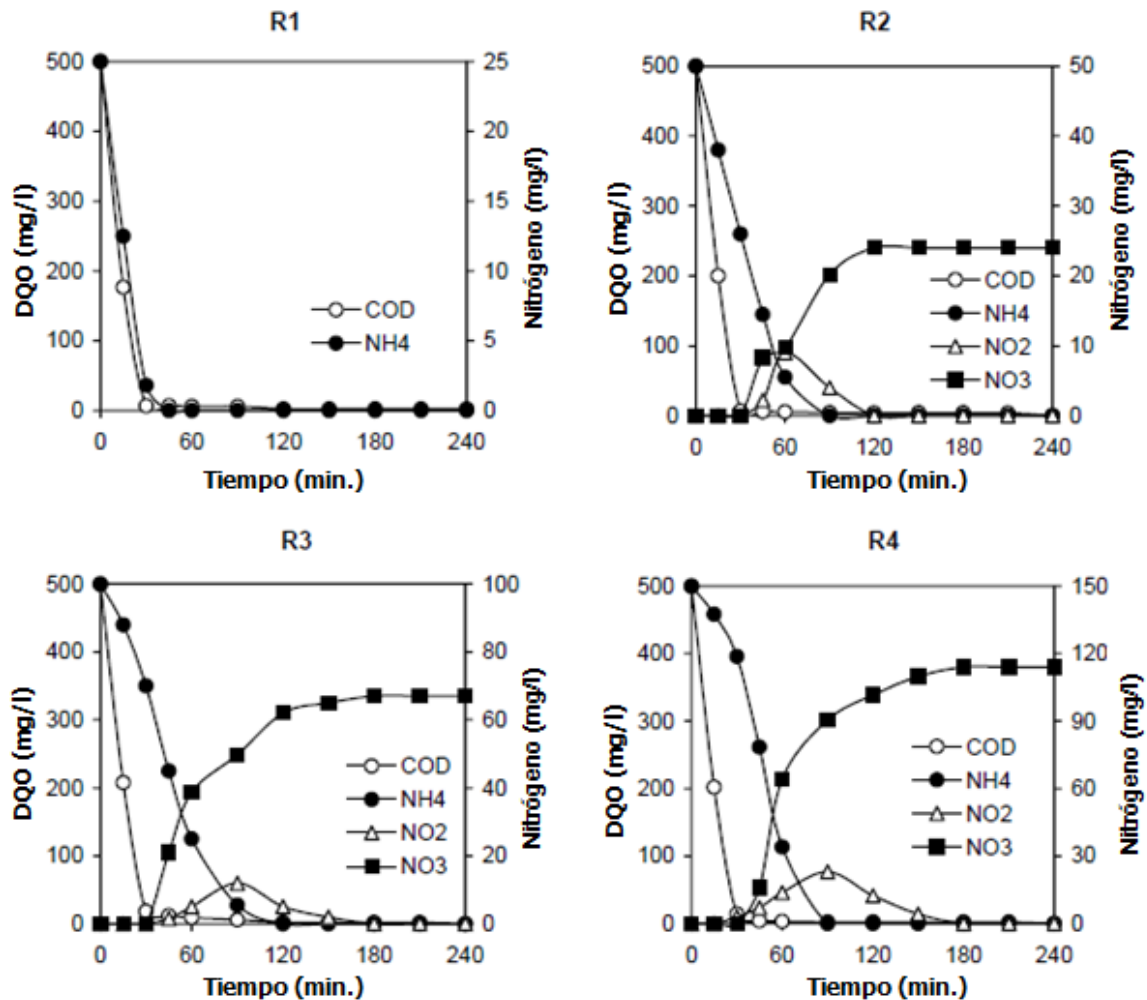 R1
500
400
300
200
100
0
DQO (mg/l)
25
20
15
10
5
0
Nitrógeno (mg/l)
COD
NH4
0 60 120 180 240
Tiempo (min.)
R2
500
400
300
200
100
0
DQO (mg/l)
50
40
30
20
10
0
Nitrógeno (mg/l)
COD
NH4
NO2
NO3
0 60 120 180 240
Tiempo (min.)
R3
500
400
300
200
100
0
DQO (mg/l)
100
80
60
40
20
0
Nitrógeno (mg/l)
COD
NH4
NO2
NO3
0 60 120 180 240
Tiempo (min.)
R4
500
400
300
200
100
0
DQO (mg/l)
150
120
90
60
30
0
Nitrógeno (mg/l)
COD
NH4
NO2
NO3
0 60 120 180 240
Tiempo (min.)